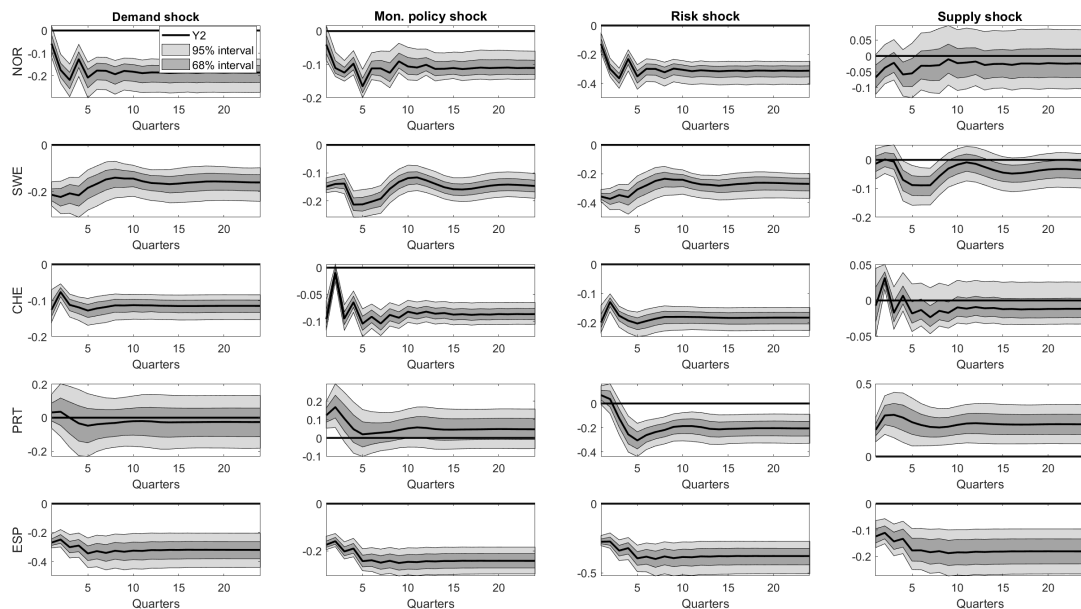 Demand shock Mon. policy shock Risk shock Supply shock
NOR
0 -0.1 -0.2
Y2
95% interval
68% interval
0 -0.1 -0.2
0 -0.2 -0.4
0.05 0 -0.05 -0.1
5 10 15 20 5 10 15 20 5 10 15 20 5 10 15 20
Quarters Quarters Quarters Quarters
SWE
0 -0.2
0 -0.1 -0.2
0 -0.2 -0.4
0 -0.1 -0.2
5 10 15 20 5 10 15 20 5 10 15 20 5 10 15 20
Quarters Quarters Quarters Quarters
CHE
0 -0.1 -0.2
0 -0.05 -0.1
0 -0.1 -0.2
0.05 0 -0.05
5 10 15 20 5 10 15 20 5 10 15 20 5 10 15 20
Quarters Quarters Quarters Quarters
PRT
0.2 0 -0.2
0.2 0.1 0 -0.1
0 -0.2 -0.4
0.5 0
5 10 15 20 5 10 15 20 5 10 15 20 5 10 15 20
Quarters Quarters Quarters Quarters
ESP
0 -0.2 -0.4
0 -0.2
0 -0.5
0 -0.1 -0.2
5 10 15 20 5 10 15 20 5 10 15 20 5 10 15 20
Quarters Quarters Quarters Quarters